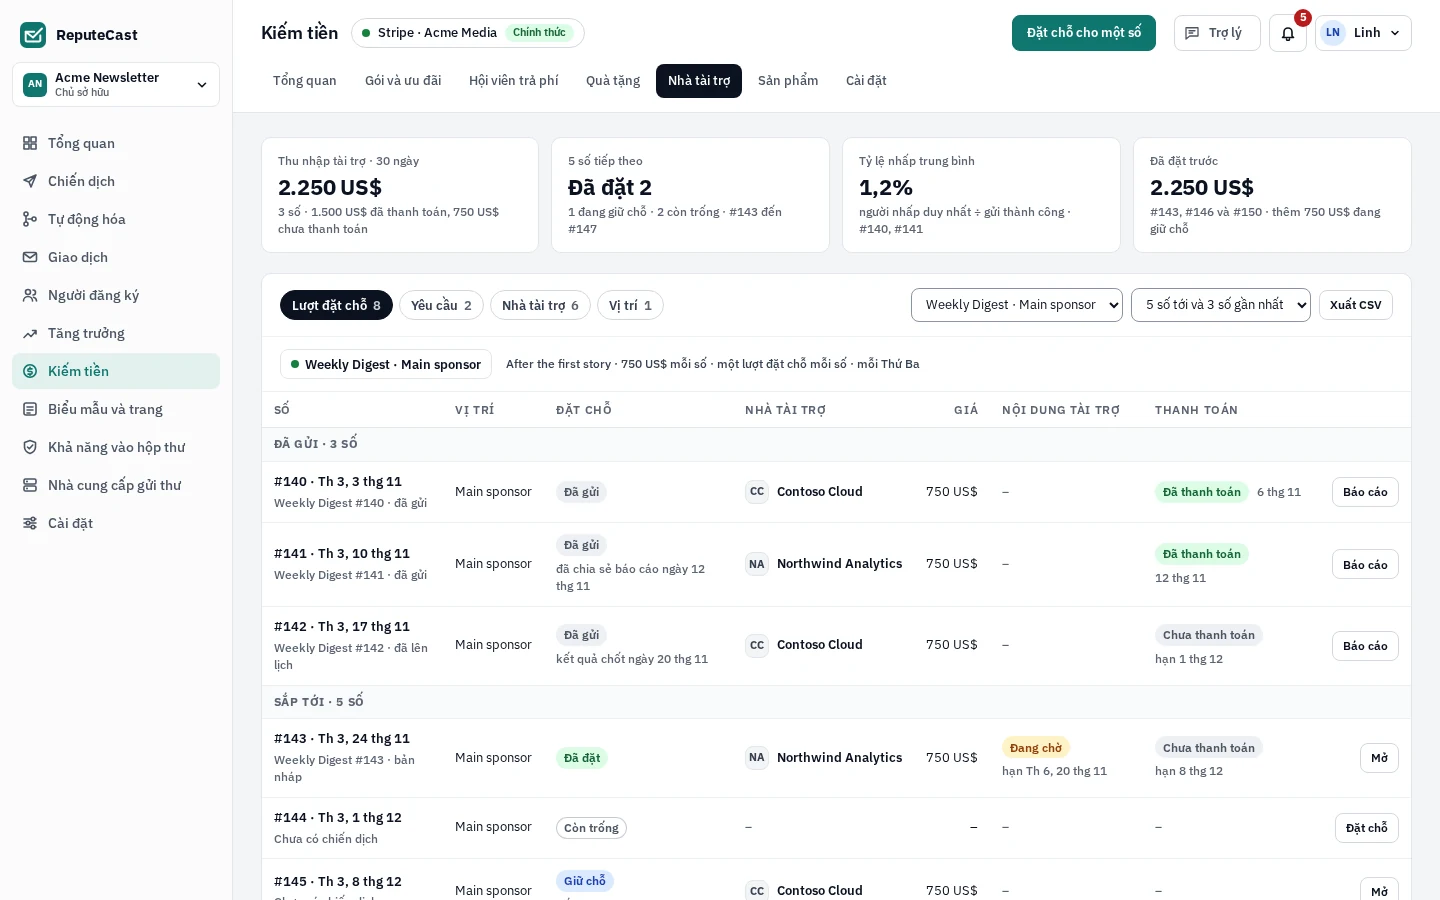 ReputeCast
AN
Acme Newsletter
Chủ sở hữu
Tổng quan
Chiến dịch
Tự động hóa
Giao dịch
Người đăng ký
Tăng trưởng
Kiếm tiền
Biểu mẫu và trang
Khả năng vào hộp thư
Nhà cung cấp gửi thư
Cài đặt
Kiếm tiền
Stripe · Acme Media Chính thức
Đặt chỗ cho một số
Trợ lý
5
LN Linh
Tổng quan Gói và ưu đãi Hội viên trả phí Quà tặng Nhà tài trợ Sản phẩm Cài đặt
Thu nhập tài trợ · 30 ngày
2.250 US$
3 số · 1.500 US$ đã thanh toán, 750 US$
chưa thanh toán
5 số tiếp theo
Đã đặt 2
1 đang giữ chỗ · 2 còn trống · #143 đến
#147
Tỷ lệ nhấp trung bình
1,2%
người nhấp duy nhất ÷ gửi thành công ·
#140, #141
Đã đặt trước
2.250 US$
#143, #146 và #150 · thêm 750 US$ đang
giữ chỗ
Lượt đặt chỗ 8 Yêu cầu 2 Nhà tài trợ 6 Vị trí 1
Weekly Digest · Main sponsor
5 số tới và 3 số gần nhất
Xuất CSV
Weekly Digest · Main sponsor
After the first story · 750 US$ mỗi số · một lượt đặt chỗ mỗi số · mỗi Thứ Ba
SỐ VỊ TRÍ ĐẶT CHỖ NHÀ TÀI TRỢ GIÁ NỘI DUNG TÀI TRỢ THANH TOÁN
ĐÃ GỬI · 3 SỐ
#140 · Th 3, 3 thg 11
Weekly Digest #140 · đã gửi
Main sponsor
Đã gửi
CC Contoso Cloud
750 US$
–
Đã thanh toán 6 thg 11
Báo cáo
#141 · Th 3, 10 thg 11
Weekly Digest #141 · đã gửi
Main sponsor
Đã gửi
đã chia sẻ báo cáo ngày 12
thg 11
NA Northwind Analytics
750 US$
–
Đã thanh toán
12 thg 11
Báo cáo
#142 · Th 3, 17 thg 11
Weekly Digest #142 · đã lên
lịch
Main sponsor
Đã gửi
kết quả chốt ngày 20 thg 11
CC Contoso Cloud
750 US$
–
Chưa thanh toán
hạn 1 thg 12
Báo cáo
SẮP TỚI · 5 SỐ
#143 · Th 3, 24 thg 11
Weekly Digest #143 · bản
nháp
Main sponsor
Đã đặt
NA Northwind Analytics
750 US$
Đang chờ
hạn Th 6, 20 thg 11
Chưa thanh toán
hạn 8 thg 12
Mở
#144 · Th 3, 1 thg 12
Chưa có chiến dịch
Main sponsor
Còn trống
–
–
–
–
Đặt chỗ
#145 · Th 3, 8 thg 12
Main sponsor
Giữ chỗ
CC Contoso Cloud
750 US$
–
–
Mở